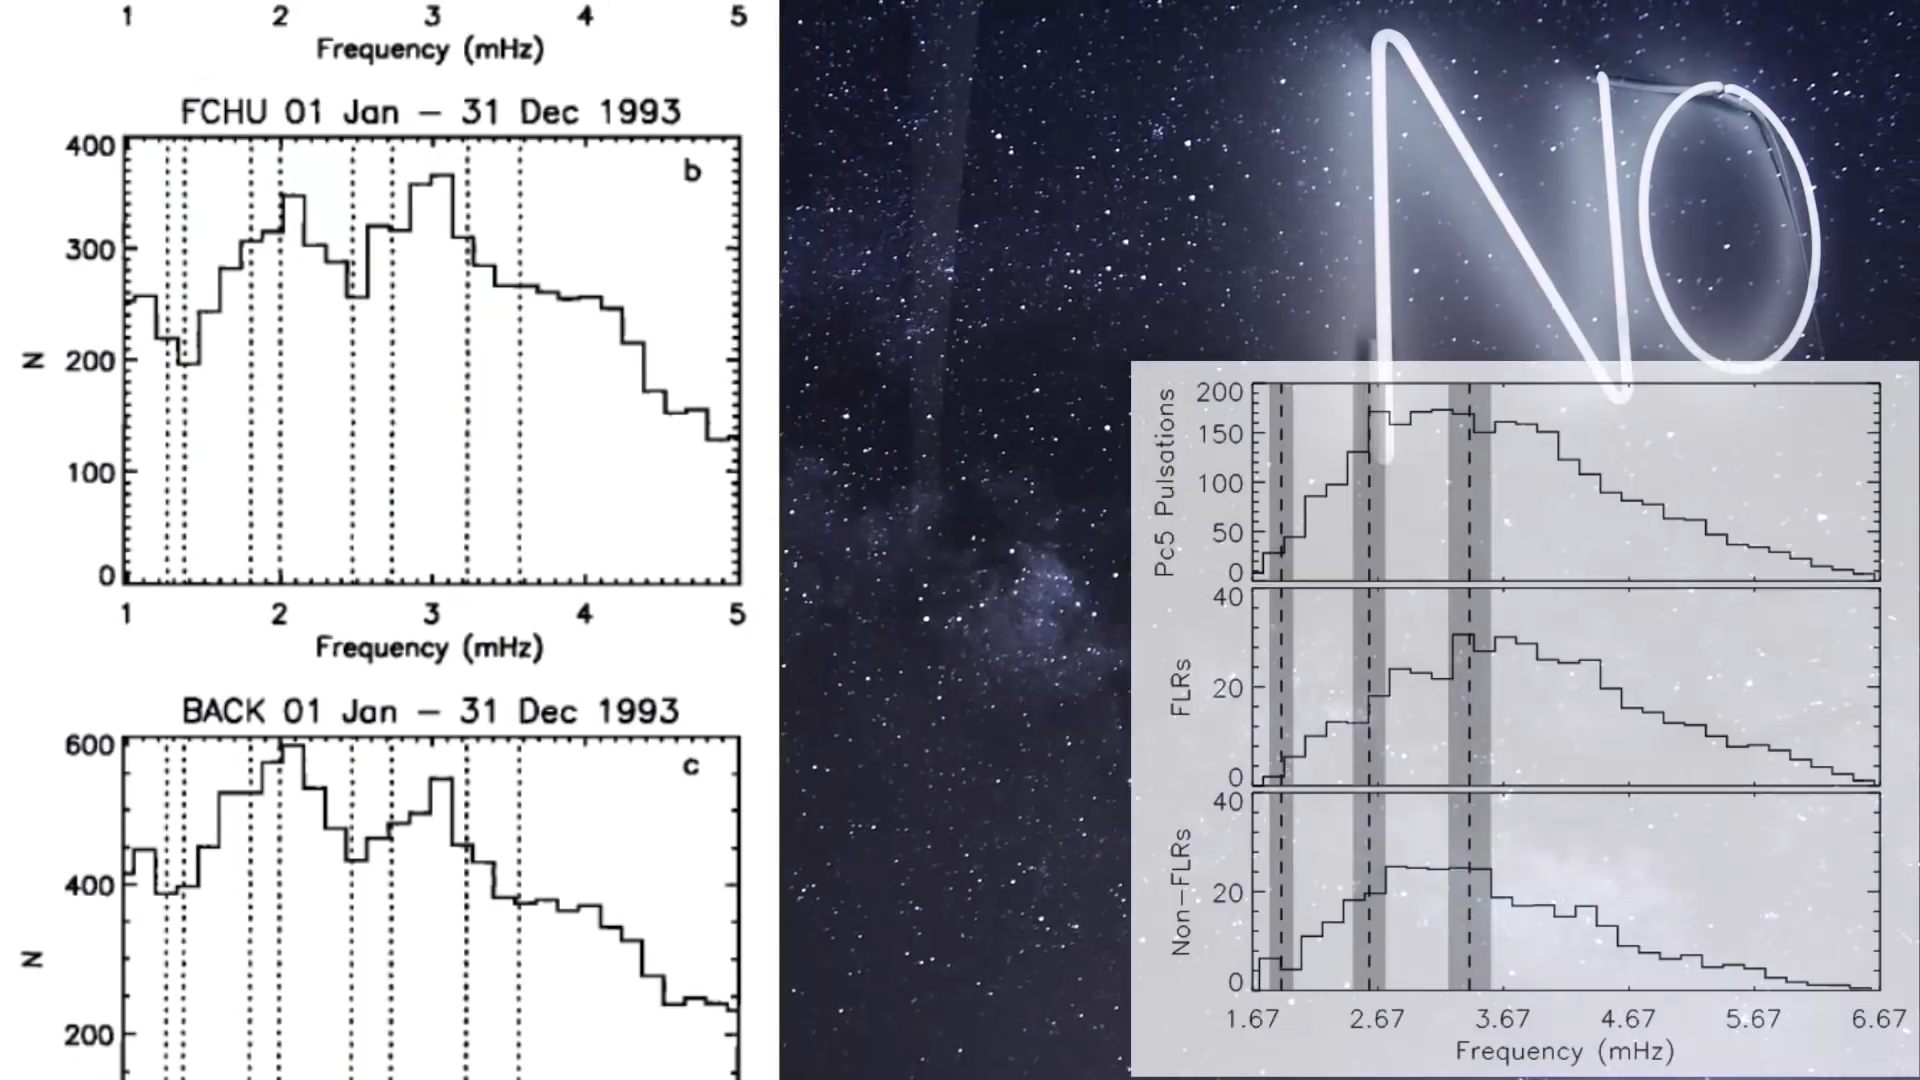 1 2 3 4 5
Frequency (mHz)
FCHU 01 Jan – 31 Dec 1993
b
400
300
200
100
0
N
1 2 3 4 5
Frequency (mHz)
BACK 01 Jan – 31 Dec 1993
c
600
400
200
N
NO
Pc5 Pulsations
200
150
100
50
0
FLRs
40
20
0
Non-FLRs
40
20
0
1.67 2.67 3.67 4.67 5.67 6.67
Frequency (mHz)